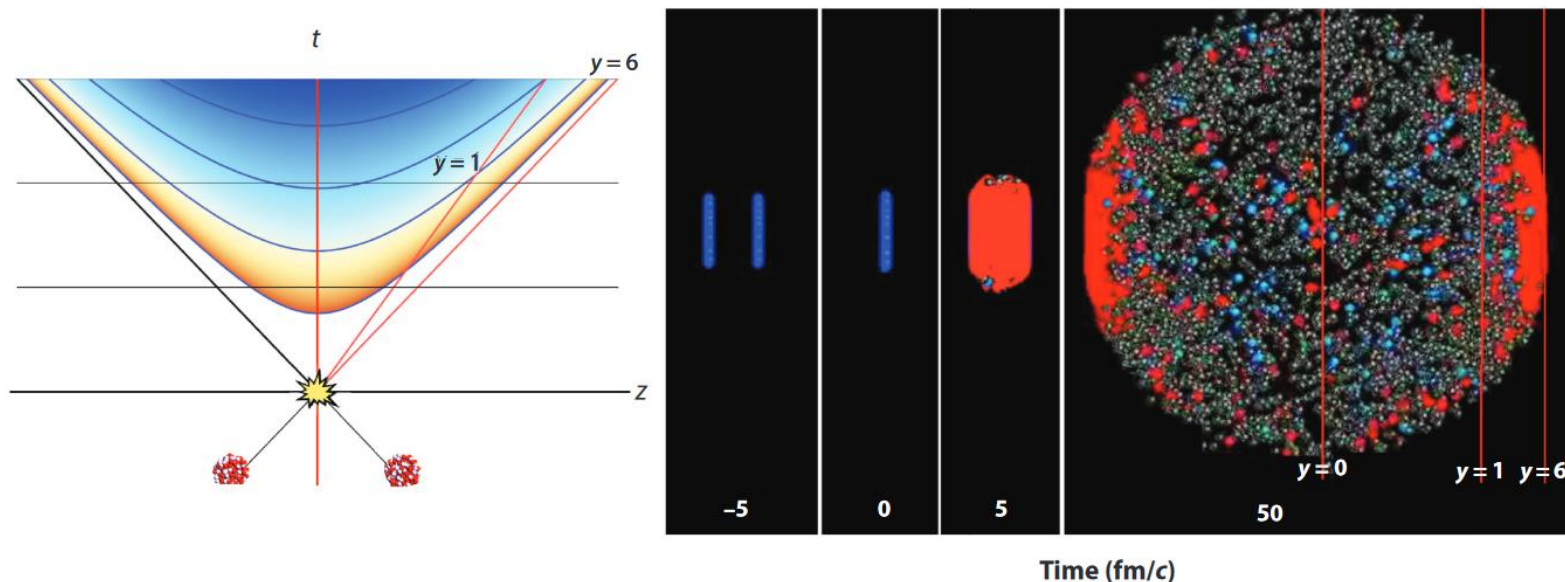 t
y = 6
y = 1
z
y = 0
y = 1
y = 6
–5
0
5
50
Time (fm/c)